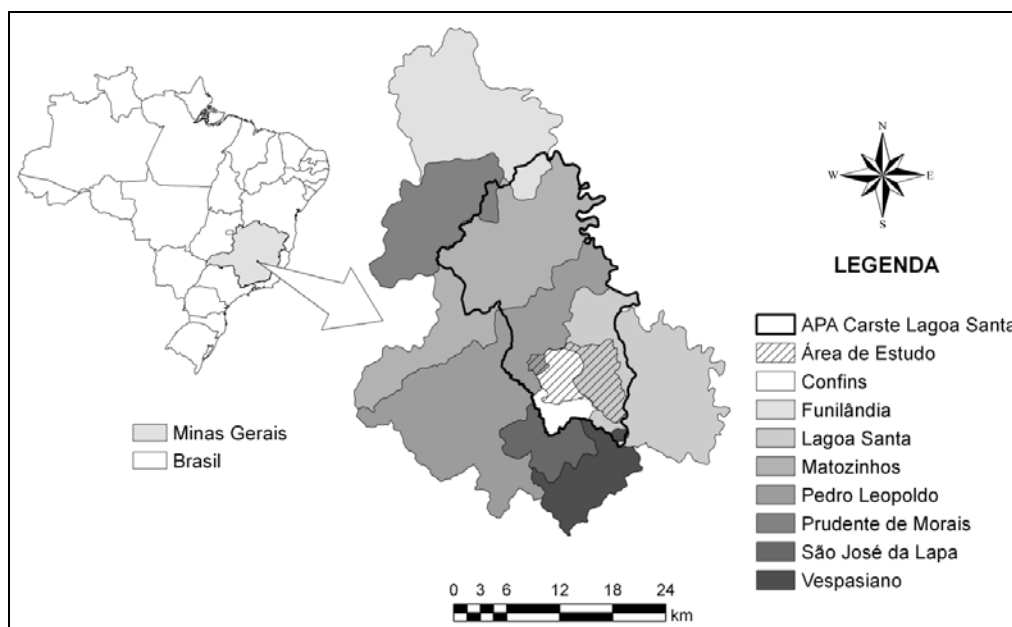 Minas Gerais
Brasil
N
W E
S
LEGENDA
APA Carste Lagoa Santa
Área de Estudo
Confins
Funilândia
Lagoa Santa
Matozinhos
Pedro Leopoldo
Prudente de Morais
São José da Lapa
Vespasiano
0 3 6 12 18 24
km